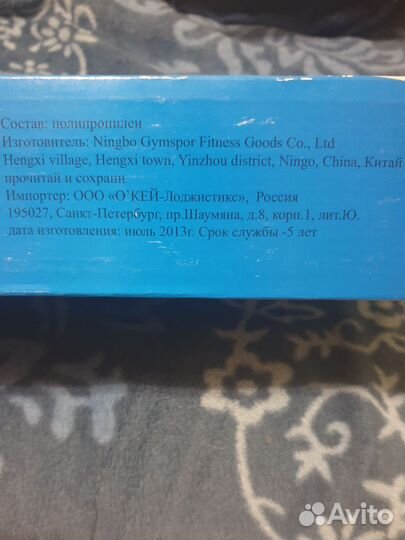 Состав: полипропилен
Изготовитель: Ningbo Gymspor Fitness Goods Co., Ltd
Hengxi village, Hengxi town, Yinzhou district, Ningo, China, Китай
прочитай и сохрани
Импортер: ООО «О'КЕЙ-Лоджистикс», Россия
195027, Санкт-Петербург, пр.Шаумяна, д.8, корп.1, лит.Ю.
дата изготовления: июль 2013г. Срок службы -5 лет
Avito